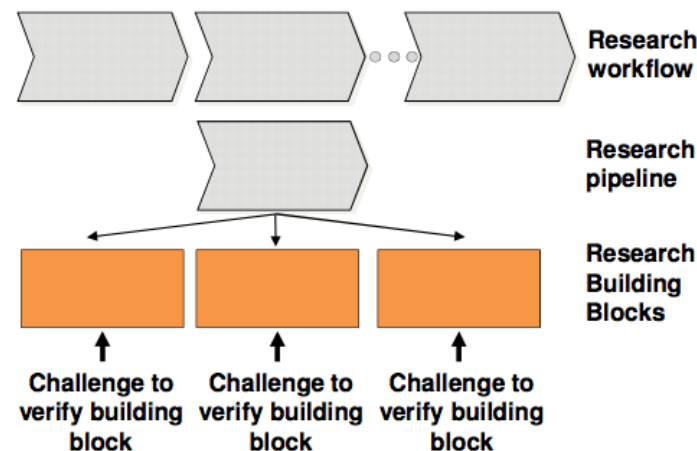 Research
workflow
Research
pipeline
Research
Building
Blocks
Challenge to
verify building
block
Challenge to
verify building
block
Challenge to
verify building
block